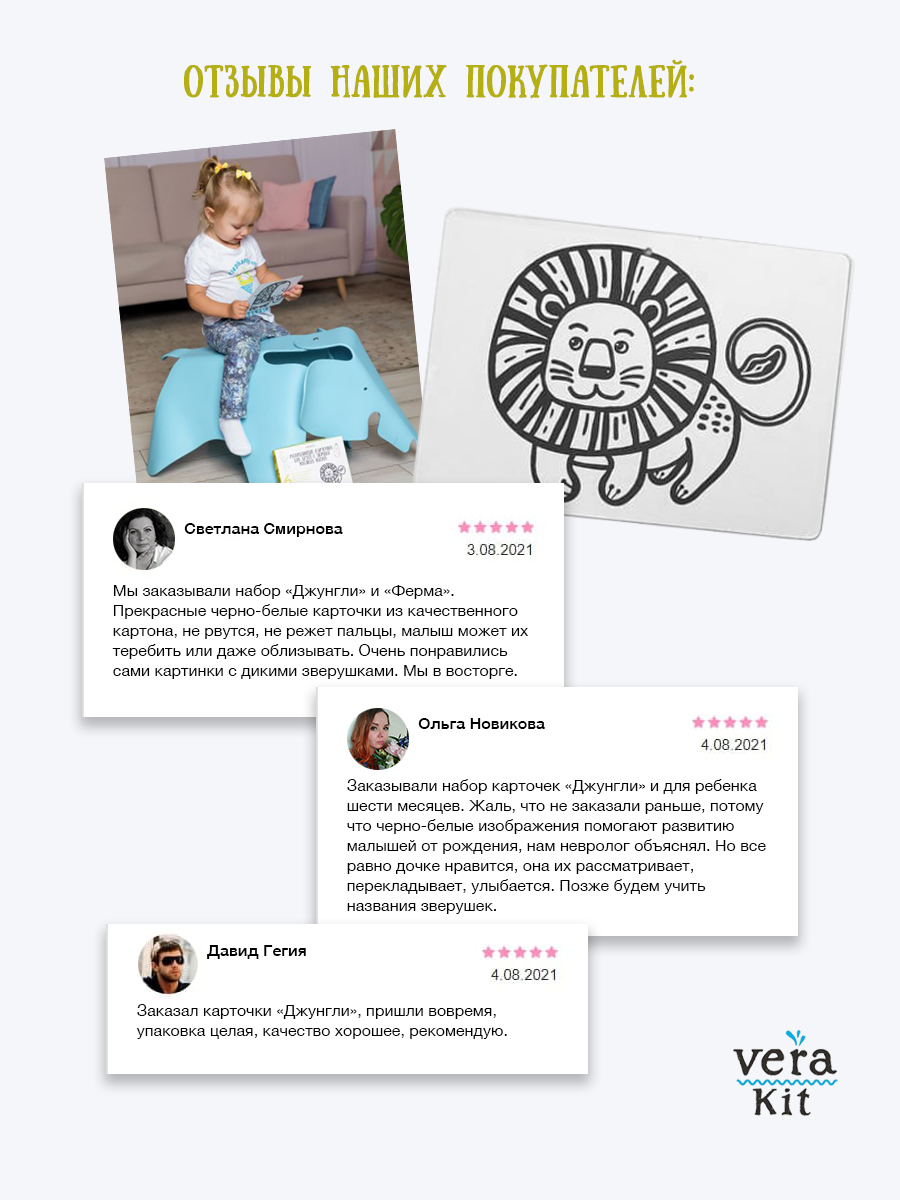 ОТЗЫВЫ НАШИХ ПОКУПАТЕЛЕЙ:
Светлана Смирнова
3.08.2021
Мы заказывали набор «Джунгли» и «Ферма».
Прекрасные черно-белые карточки из качественного
картона, не рвутся, не режет пальцы, малыш может их
теребить или даже облизывать. Очень понравились
сами картинки с дикими зверушками. Мы в восторге.
Ольга Новикова
4.08.2021
Заказывали набор карточек «Джунгли» и для ребенка
шести месяцев. Жаль, что не заказали раньше, потому
что черно-белые изображения помогают развитию
малышей от рождения, нам невролог объяснял. Но все
равно дочке нравится, она их рассматривает,
перекладывает, улыбается. Позже будем учить
названия зверушек.
Давид Гегия
4.08.2021
Заказал карточки «Джунгли», пришли вовремя,
упаковка целая, качество хорошее, рекомендую.
vera
kit